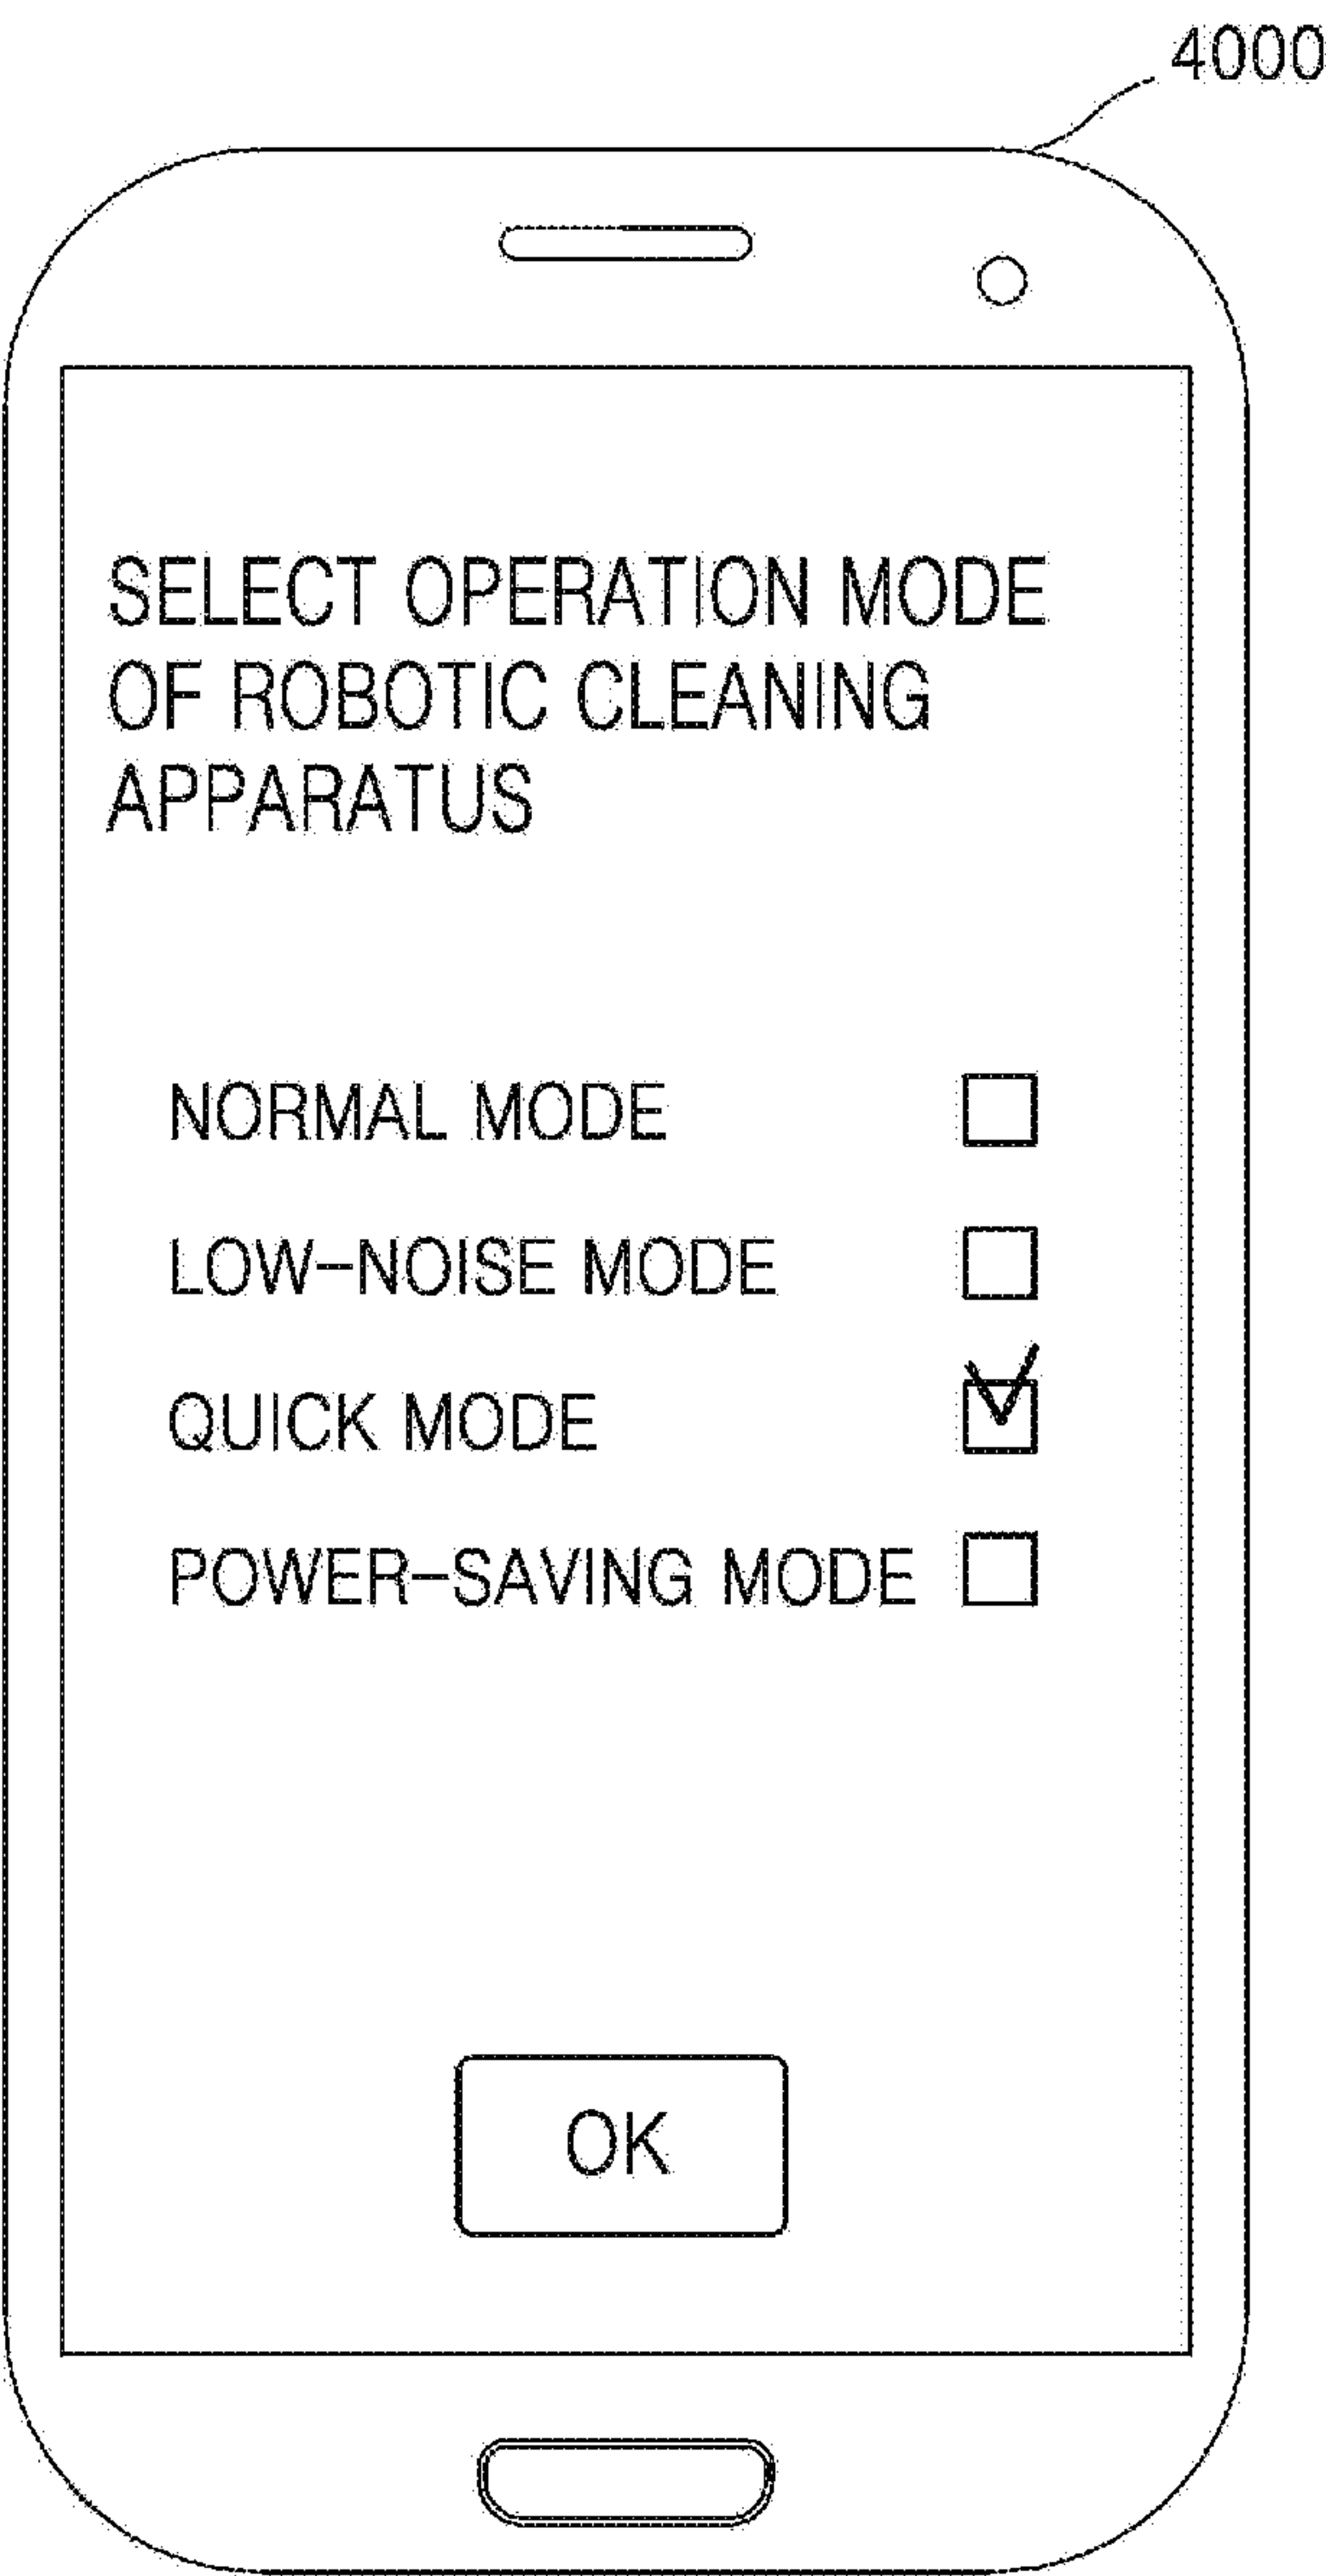 4000
SELECT OPERATION MODE
OF ROBOTIC CLEANING
APPARATUS
NORMAL MODE
LOW-NOISE MODE
QUICK MODE
POWER-SAVING MODE
OK